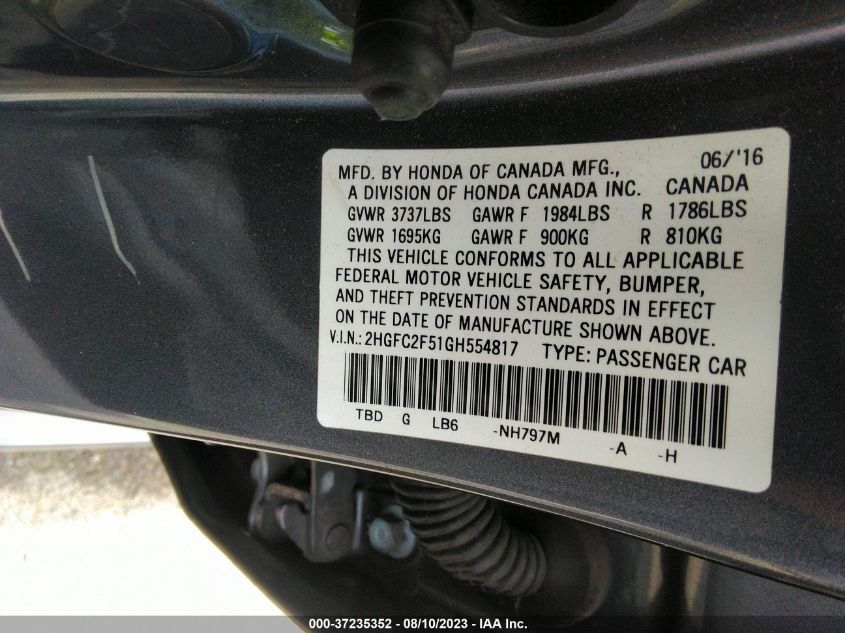 MFD. BY HONDA OF CANADA MFG., 06/'16
A DIVISION OF HONDA CANADA INC. CANADA
GVWR 3737LBS GAWR F 1984LBS R 1786LBS
GVWR 1695KG GAWR F 900KG R 810KG
THIS VEHICLE CONFORMS TO ALL APPLICABLE
FEDERAL MOTOR VEHICLE SAFETY, BUMPER,
AND THEFT PREVENTION STANDARDS IN EFFECT
ON THE DATE OF MANUFACTURE SHOWN ABOVE.
V.I.N.: 2HGFC2F51GH554817 TYPE: PASSENGER CAR
TBD G LB6 -NH797M -A -H
000-37235352 — 08/10/2023 — IAA Inc.